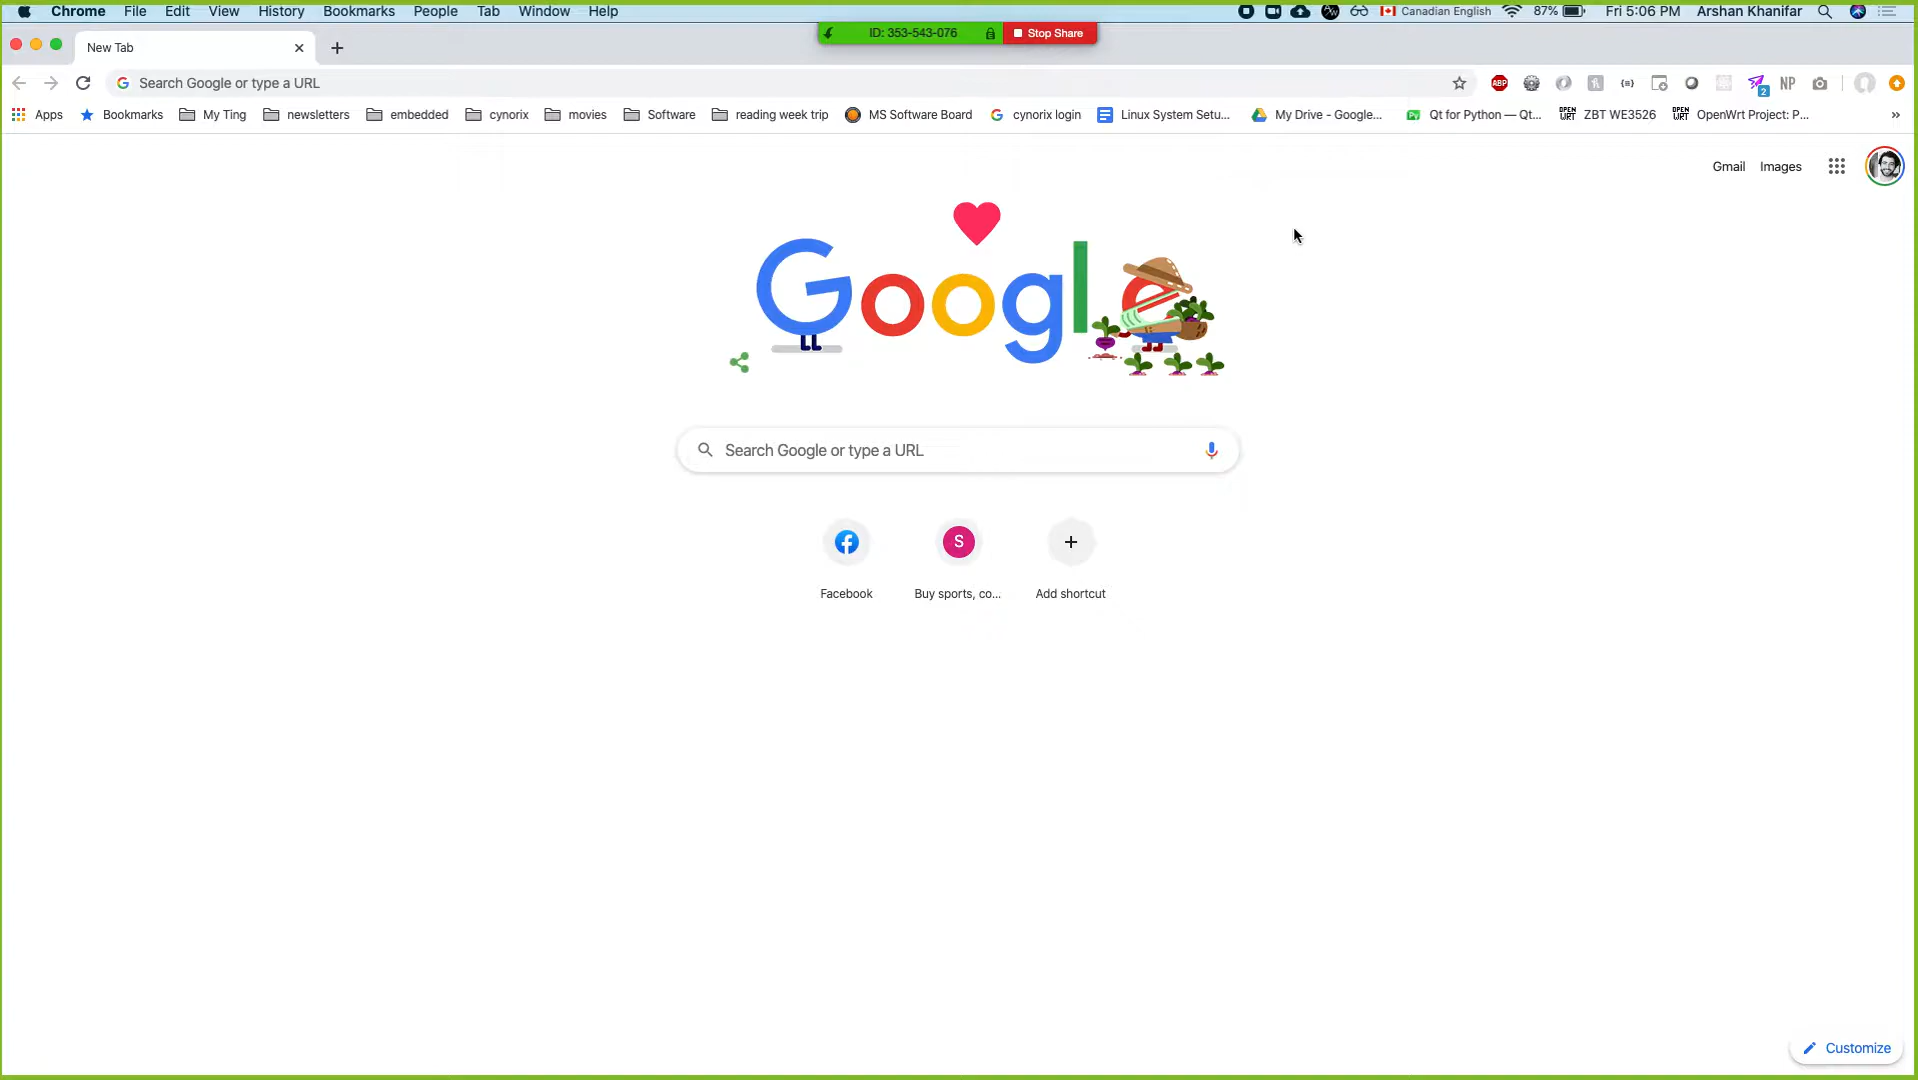 Chrome File Edit View History Bookmarks People Tab Window Help Canadian English 87% Fri 5:06 PM Arshan Khanifar
ID: 353-543-076 Stop Share
New Tab
Search Google or type a URL ABP 2 NP
Apps Bookmarks My Ting newsletters embedded cynorix movies Software reading week trip MS Software Board cynorix login Linux System Setu... My Drive - Google... Qt for Python — Qt... ZBT WE3526 OpenWrt Project: P... »
Gmail Images
Google
Search Google or type a URL
S
Facebook Buy sports, co... Add shortcut
Customize